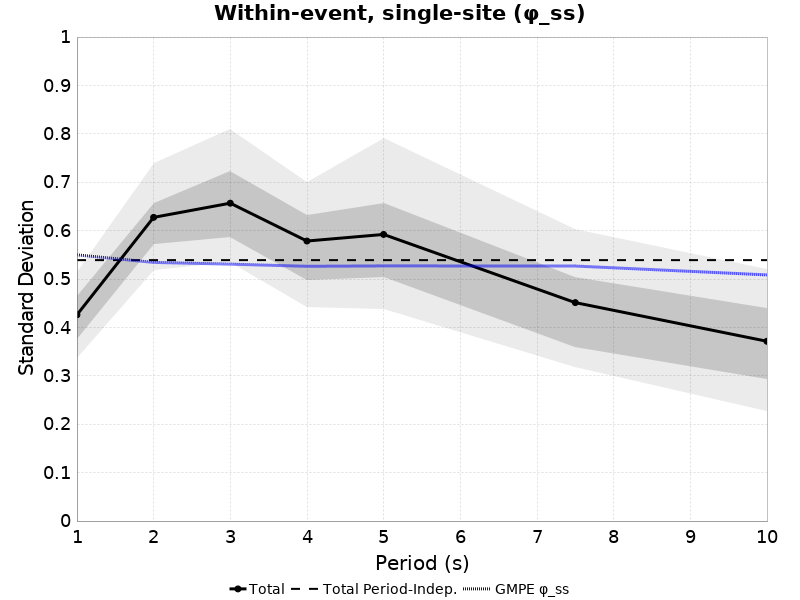 Within-event, single-site (φ_ss)
Standard Deviation
1
0.9
0.8
0.7
0.6
0.5
0.4
0.3
0.2
0.1
0
1 2 3 4 5 6 7 8 9 10
Period (s)
Total Total Period-Indep. GMPE φ_ss